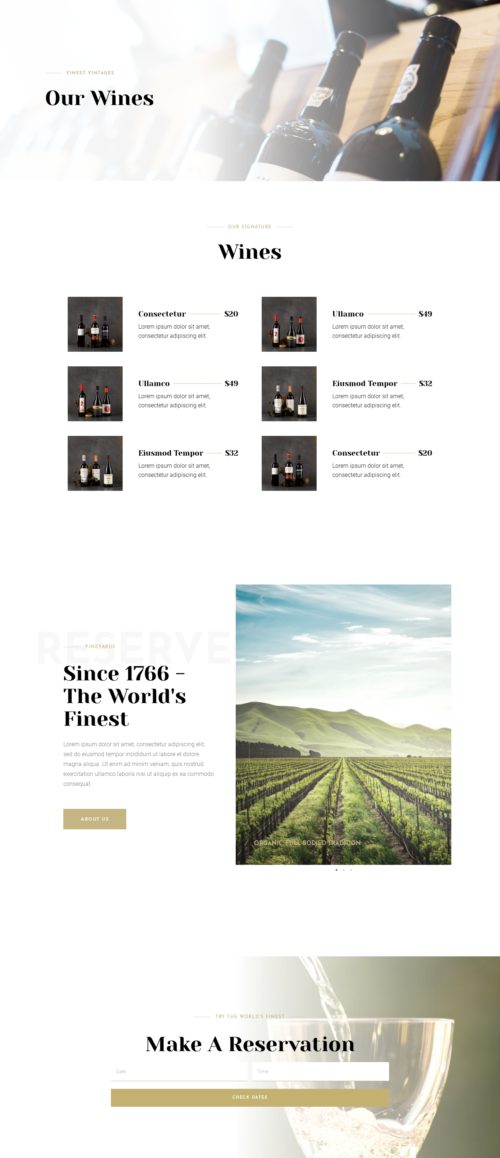 FINEST VINTAGES
Our Wines
OUR SIGNATURE
Wines
Consectetur $20
Lorem ipsum dolor sit amet,
consectetur adipiscing elit
Ullamco $49
Lorem ipsum dolor sit amet,
consectetur adipiscing elit
Ullamco $49
Lorem ipsum dolor sit amet,
consectetur adipiscing elit
Eiusmod Tempor $32
Lorem ipsum dolor sit amet,
consectetur adipiscing elit
Eiusmod Tempor $32
Lorem ipsum dolor sit amet,
consectetur adipiscing elit
Consectetur $20
Lorem ipsum dolor sit amet,
consectetur adipiscing elit
RESERVE
VINEYARDS
Since 1766 -
The World's
Finest
Lorem ipsum dolor sit amet, consectetur adipiscing elit,
sed do eiusmod tempor incididunt ut labore et dolore
magna aliqua. Ut enim ad minim veniam, quis nostrud
exercitation ullamco laboris nisi ut aliquip ex ea commodo
consequat
ABOUT US
ORGANIC, FULL BODIED TRADITION
TRY THE WORLD'S FINEST
Make A Reservation
Date
Time
CHECK DATES